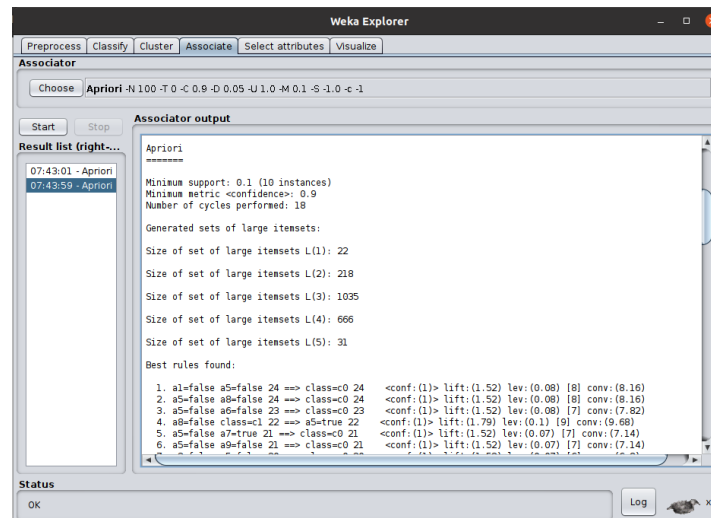 Weka Explorer
Preprocess Classify Cluster Associate Select attributes Visualize
Associator
Choose Apriori -N 100 -T 0 -C 0.9 -D 0.05 -U 1.0 -M 0.1 -S -1.0 -c -1
Start Stop
Result list (right-...
07:43:01 - Apriori
07:43:59 - Apriori
Associator output
Apriori
=======
Minimum support: 0.1 (10 instances)
Minimum metric <confidence>: 0.9
Number of cycles performed: 18
Generated sets of large itemsets:
Size of set of large itemsets L(1): 22
Size of set of large itemsets L(2): 218
Size of set of large itemsets L(3): 1035
Size of set of large itemsets L(4): 666
Size of set of large itemsets L(5): 31
Best rules found:
1. a1=false a5=false 24 ==> class=c0 24 <conf:(1)> lift:(1.52) lev:(0.08) [8] conv:(8.16)
2. a5=false a8=false 24 ==> class=c0 24 <conf:(1)> lift:(1.52) lev:(0.08) [8] conv:(8.16)
3. a5=false a6=false 23 ==> class=c0 23 <conf:(1)> lift:(1.52) lev:(0.08) [7] conv:(7.82)
4. a8=false class=c1 22 ==> a5=true 22 <conf:(1)> lift:(1.79) lev:(0.1) [9] conv:(9.68)
5. a5=false a7=true 21 ==> class=c0 21 <conf:(1)> lift:(1.52) lev:(0.07) [7] conv:(7.14)
6. a5=false a9=false 21 ==> class=c0 21 <conf:(1)> lift:(1.52) lev:(0.07) [7] conv:(7.14)
Status
OK
Log
x